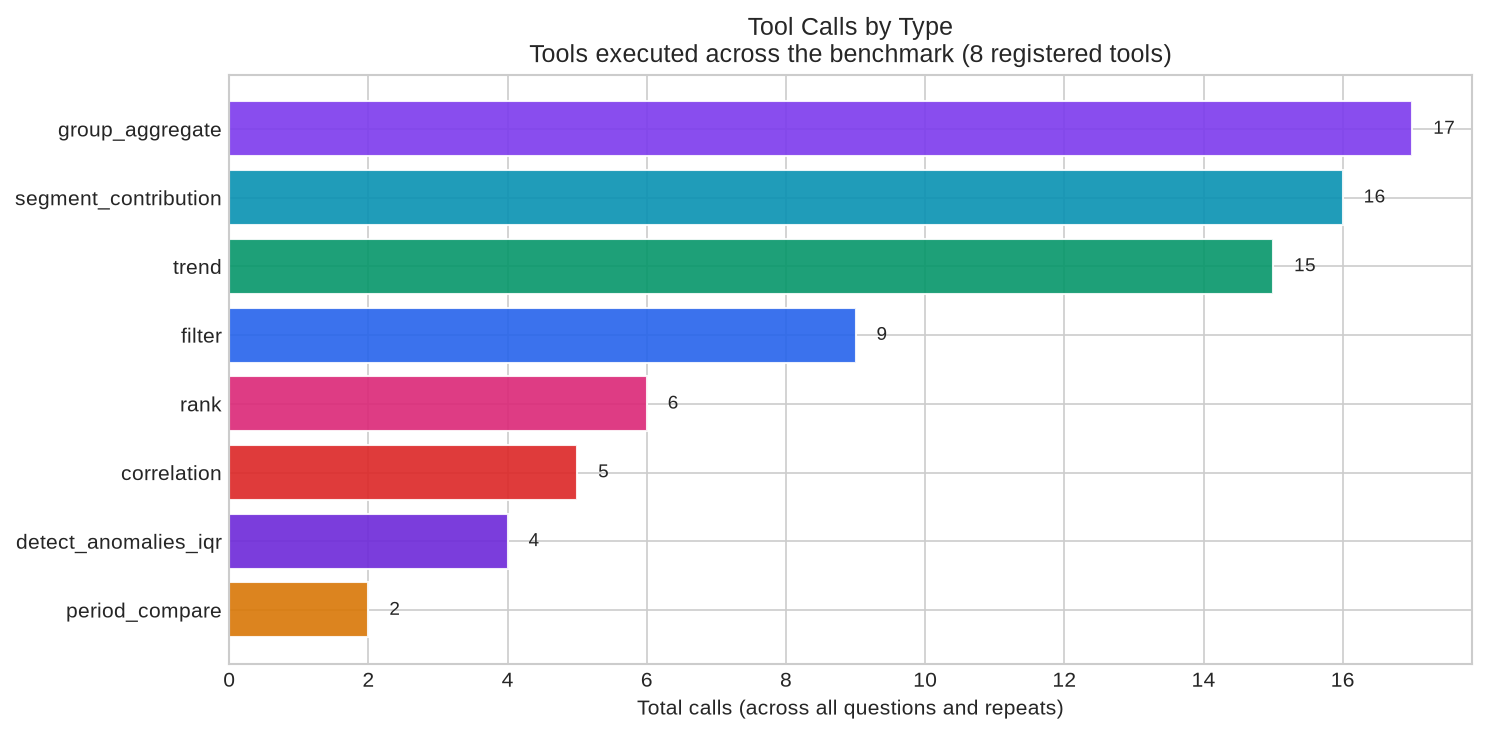 Tool Calls by Type
Tools executed across the benchmark (8 registered tools)
group_aggregate 17
segment_contribution 16
trend 15
filter 9
rank 6
correlation 5
detect_anomalies_iqr 4
period_compare 2
0 2 4 6 8 10 12 14 16
Total calls (across all questions and repeats)